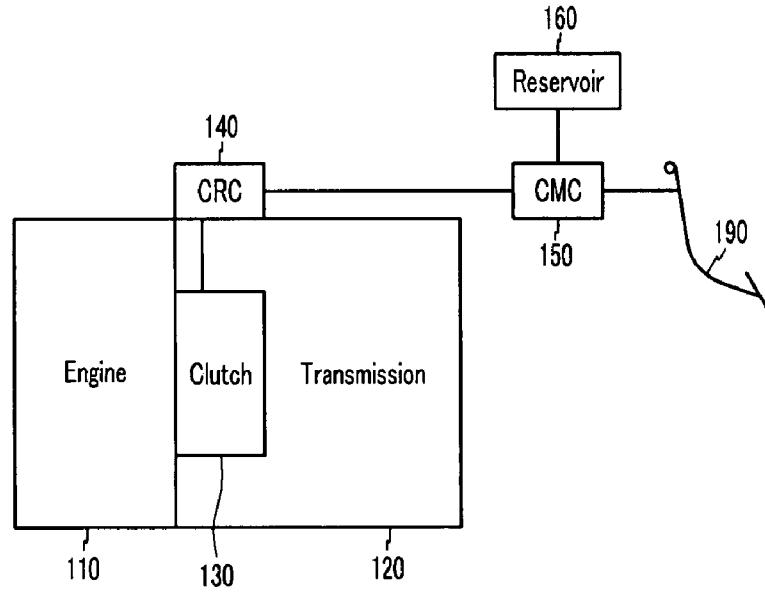 160
Reservoir
140
CRC
CMC
150
190
Engine
Clutch
Transmission
110
130
120